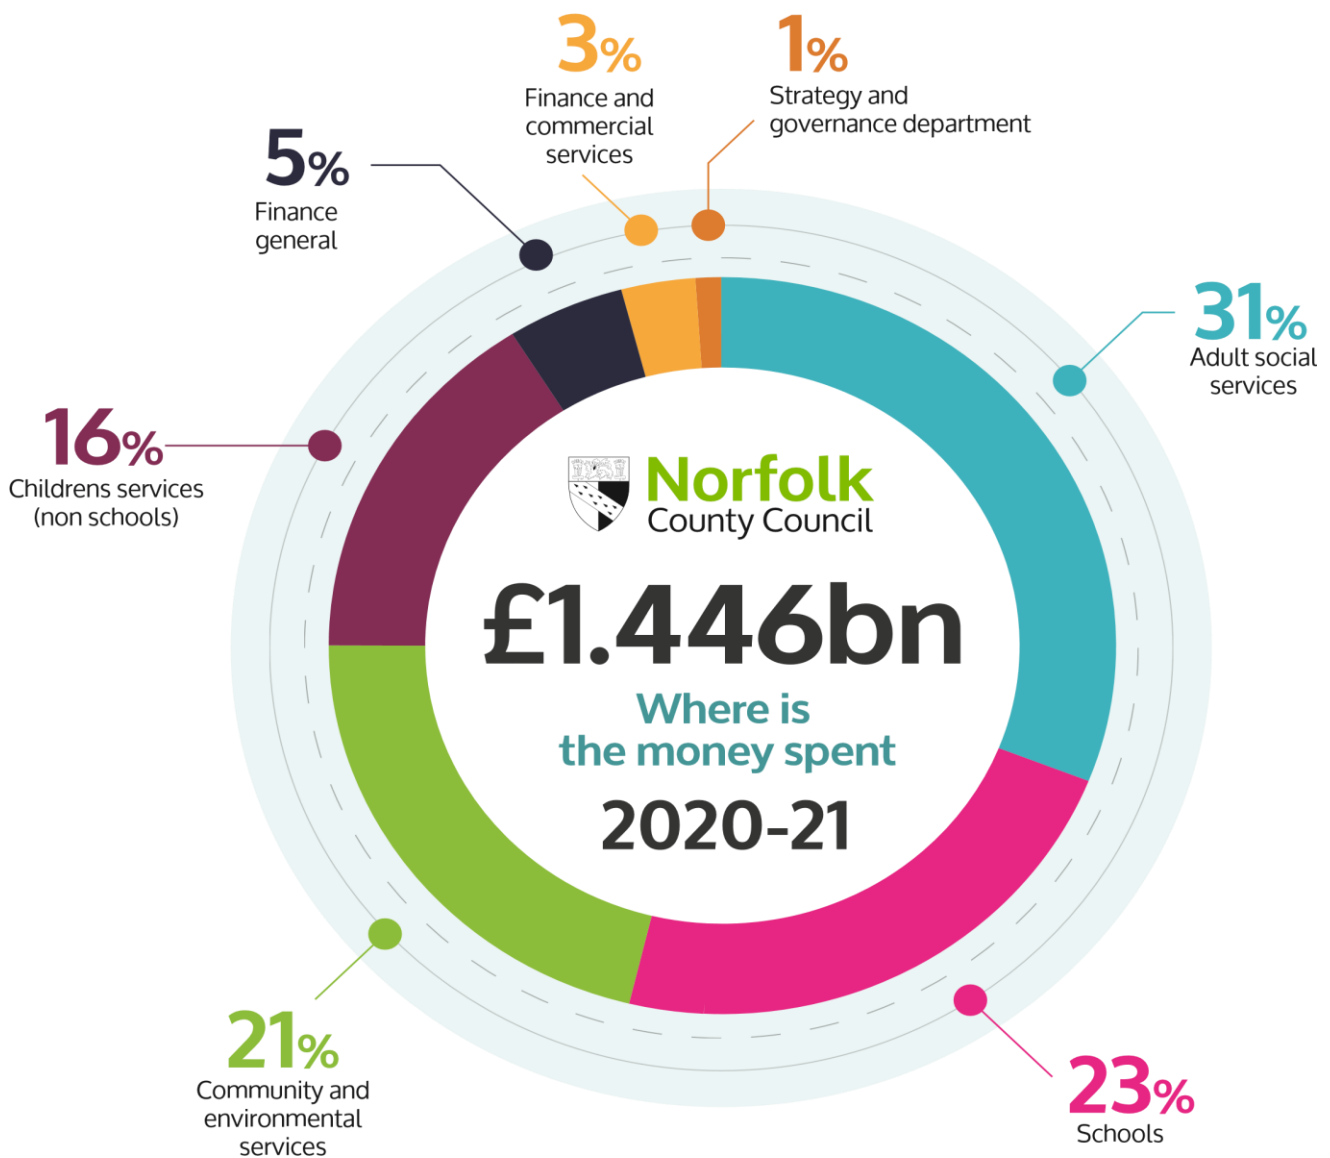 3%
Finance and
commercial
services
1%
Strategy and
governance department
5%
Finance
general
31%
Adult social
services
16%
Childrens services
(non schools)
Norfolk
County Council
£1.446bn
Where is
the money spent
2020-21
21%
Community and
environmental
services
23%
Schools